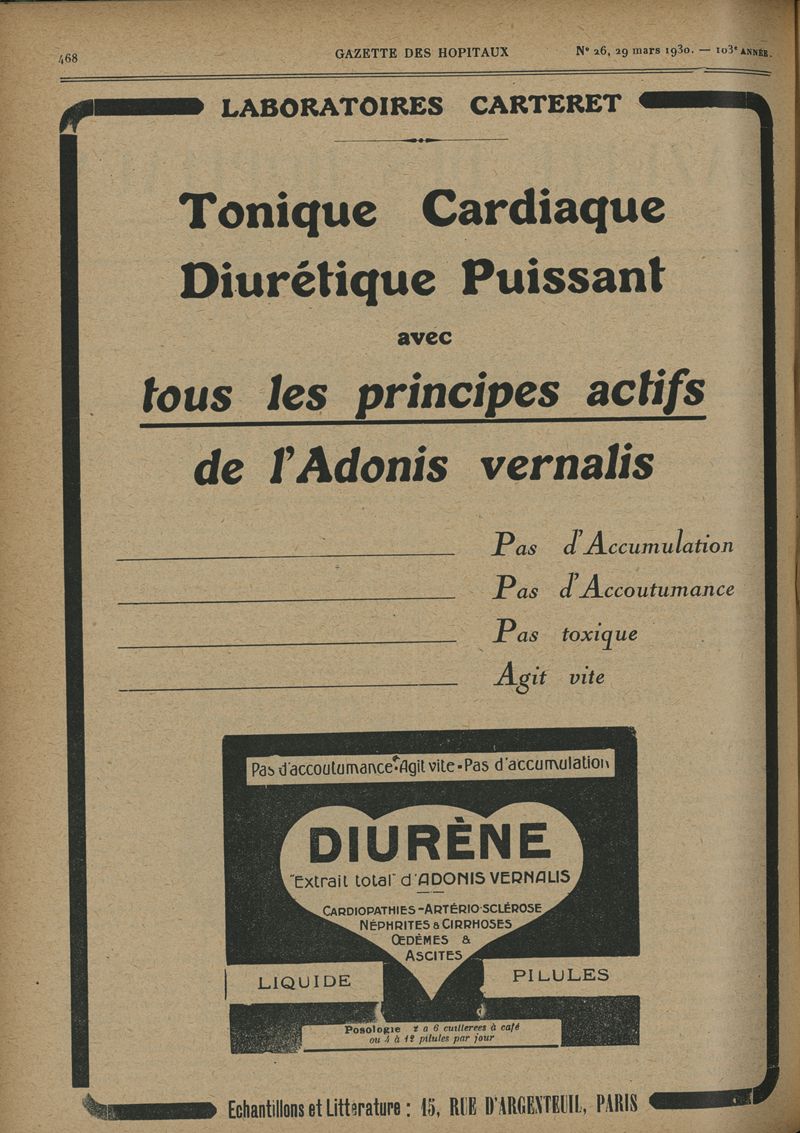 468
GAZETTE DES HOPITAUX
Nº 26, 29 mars 1930. — 103e ANNÉE.
LABORATOIRES CARTERET
Tonique Cardiaque
Diurétique Puissant
avec
tous les principes actifs
de l'Adonis vernalis
Pas d'Accumulation
Pas d'Accoutumance
Pas toxique
Agit vite
Pas d'accoutumance•Agit vite-Pas d'accumulation
DIURÈNE
"Extrait total" d'ADONIS VERNALIS
CARDIOPATHIES-ARTÉRIO-SCLÉROSE
NÉPHRITES & CIRRHOSES
ŒDÈMES &
ASCITES
LIQUIDE
PILULES
Posologie 2 a 6 cuillerees à café
ou 4 à 12 pilules par jour
Echantillons et Littérature : 15, RUE D'ARGENTEUIL, PARIS